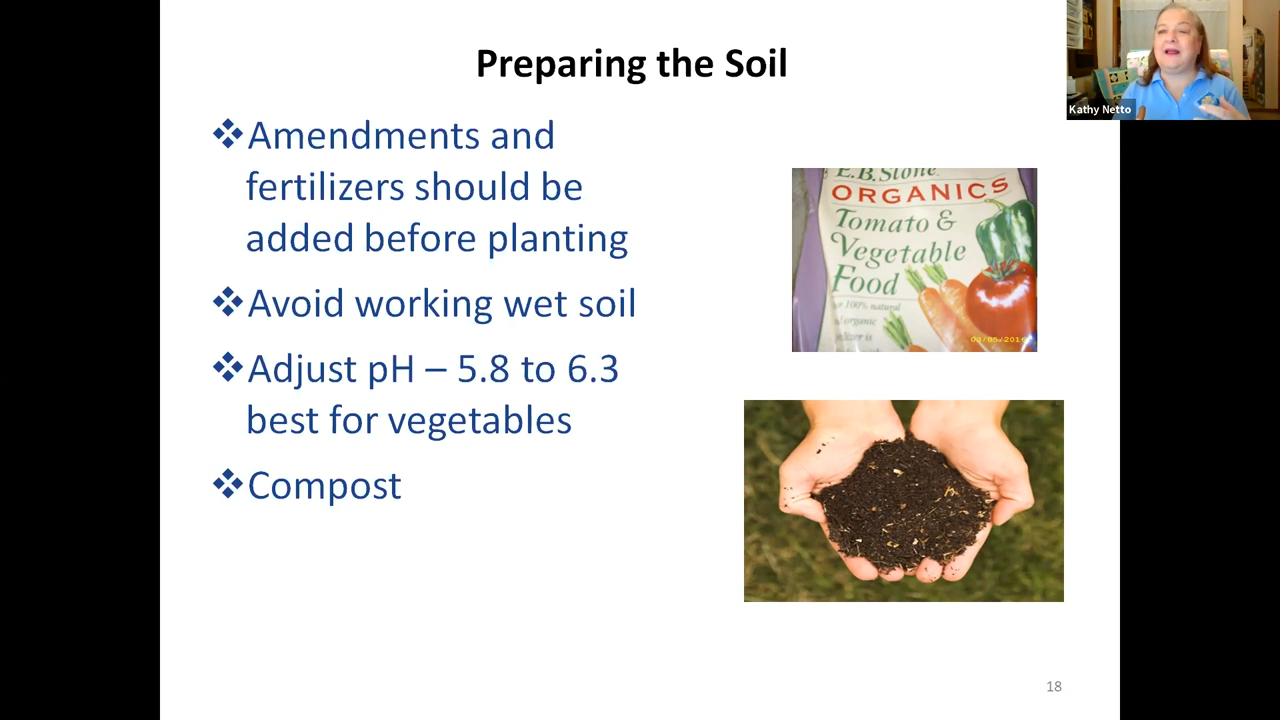 Preparing the Soil
Kathy Netto
❖Amendments and
fertilizers should be
added before planting
❖Avoid working wet soil
❖Adjust pH – 5.8 to 6.3
best for vegetables
❖Compost
E.B.Stone
ORGANICS
Tomato &
Vegetable
Food
100% natural
organic
is
18